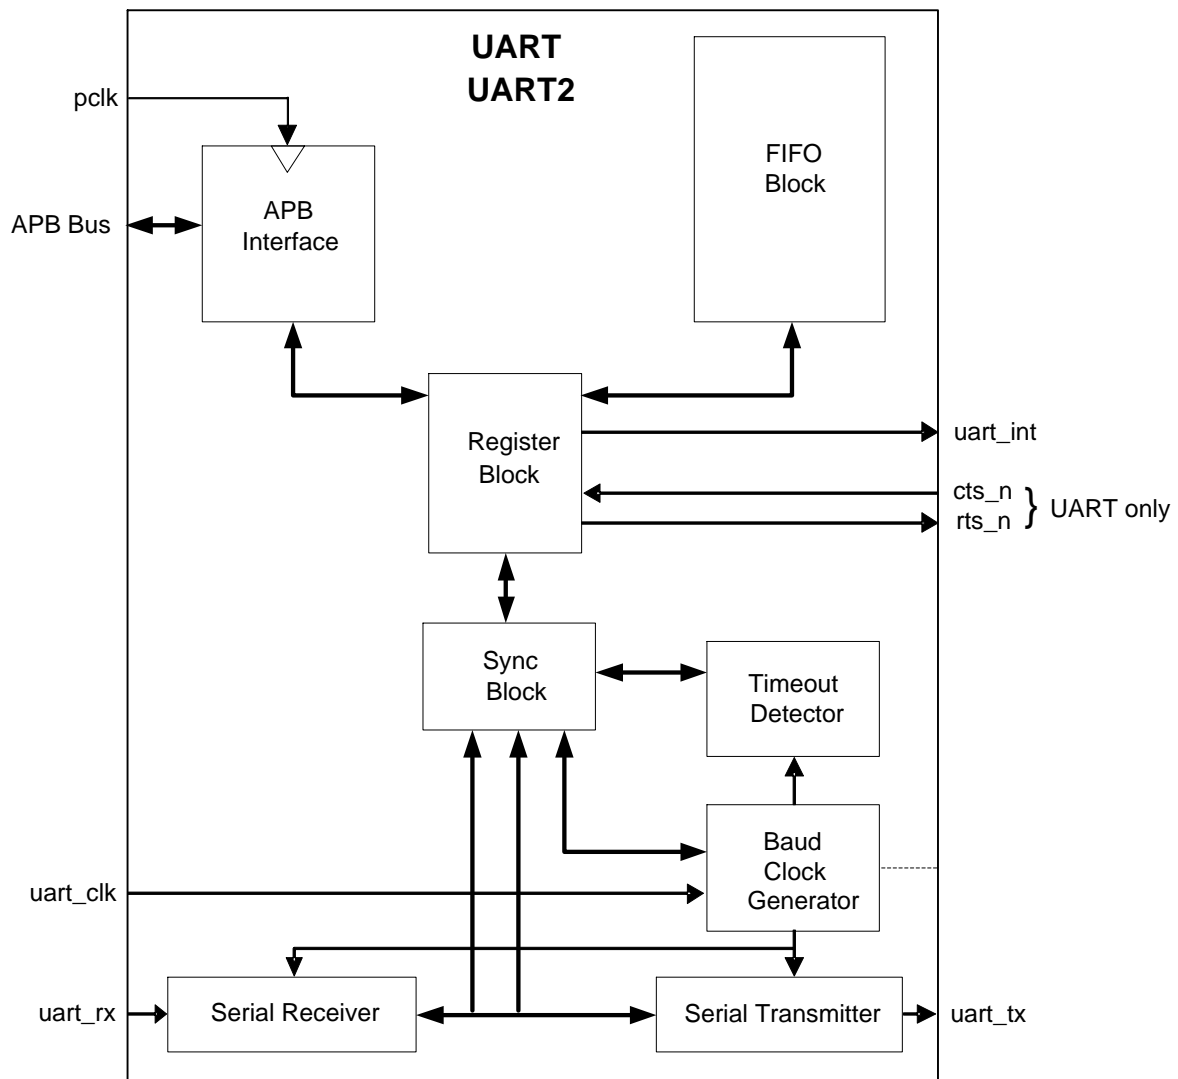 UART
UART2
pclk
FIFO
Block
APB Bus
APB
Interface
Register
Block
uart_int
cts_n
rts_n
} UART only
Sync
Block
Timeout
Detector
Baud
Clock
Generator
uart_clk
uart_rx
Serial Receiver
Serial Transmitter
uart_tx